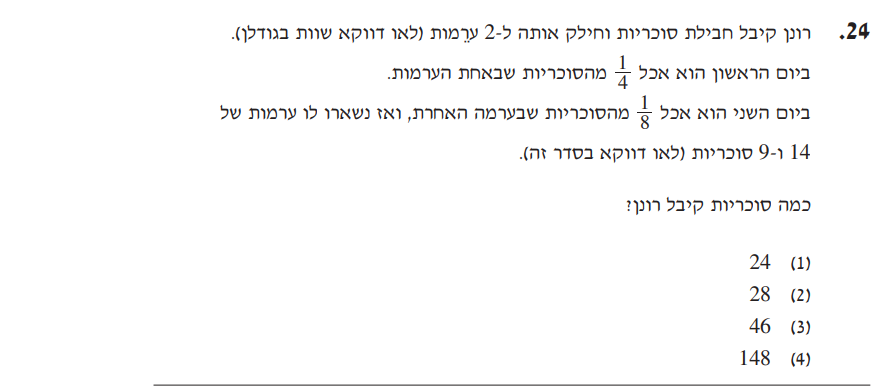 24. רונן קיבל חבילת סוכריות וחילק אותה ל-2 ערֵמות (לאו דווקא שוות בגודלן).
ביום הראשון הוא אכל 1/4 מהסוכריות שבאחת הערמות.
ביום השני הוא אכל 1/8 מהסוכריות שבערמה האחרת, ואז נשארו לו ערמות של
14 ו-9 סוכריות (לאו דווקא בסדר זה).
כמה סוכריות קיבל רונן?
(1) 24
(2) 28
(3) 46
(4) 148